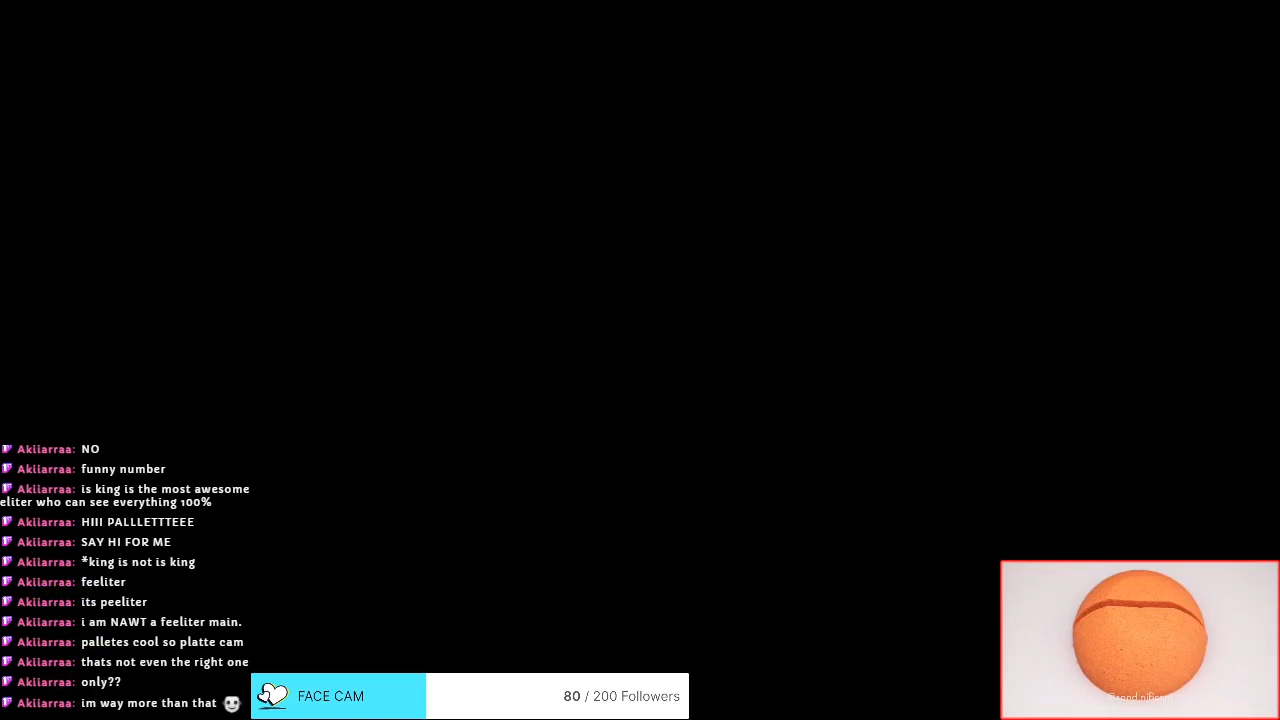 Akiiarraa: NO
Akiiarraa: funny number
Akiiarraa: is king is the most awesome
eliter who can see everything 100%
Akiiarraa: HIII PALLLETTTEEE
Akiiarraa: SAY HI FOR ME
Akiiarraa: *king is not is king
Akiiarraa: feeliter
Akiiarraa: its peeliter
Akiiarraa: i am NAWT a feeliter main.
Akiiarraa: palletes cool so platte cam
Akiiarraa: thats not even the right one
Akiiarraa: only??
Akiiarraa: im way more than that
FACE CAM
80 / 200 Followers